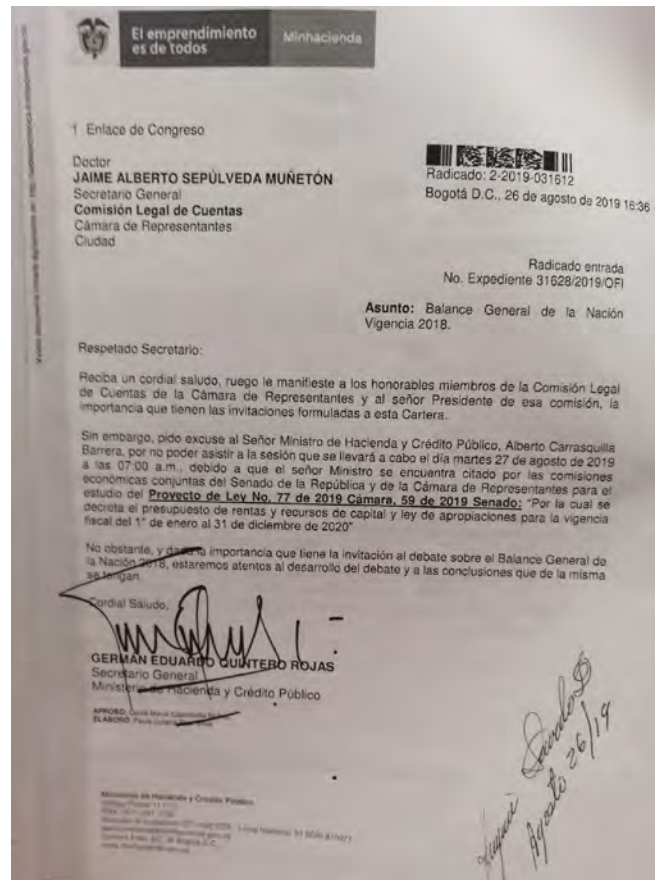 El emprendimiento
es de todos
Minhacienda
1 Enlace de Congreso
Doctor
JAIME ALBERTO SEPÚLVEDA MUÑETÓN
Secretario General
Comisión Legal de Cuentas
Cámara de Representantes
Ciudad
Radicado: 2-2019-031612
Bogotá D.C., 26 de agosto de 2019 16:36
Radicado entrada
No. Expediente 31628/2019/OFI
Asunto: Balance General de la Nación
Vigencia 2018.
Respetado Secretario:
Reciba un cordial saludo, ruego le manifieste a los honorables miembros de la Comisión Legal
de Cuentas de la Cámara de Representantes y al señor Presidente de esa comisión, la
importancia que tienen las invitaciones formuladas a esta Cartera.
Sin embargo, pido excuse al Señor Ministro de Hacienda y Crédito Público, Alberto Carrasquilla
Barrera, por no poder asistir a la sesión que se llevará a cabo el día martes 27 de agosto de 2019
a las 07:00 a.m., debido a que el señor Ministro se encuentra citado por las comisiones
económicas conjuntas del Senado de la República y de la Cámara de Representantes para el
estudio del Proyecto de Ley No. 77 de 2019 Cámara, 59 de 2019 Senado: "Por la cual se
decreta el presupuesto de rentas y recursos de capital y ley de apropiaciones para la vigencia
fiscal del 1° de enero al 31 de diciembre de 2020"
No obstante, y dada la importancia que tiene la invitación al debate sobre el Balance General de
la Nación 2018, estaremos atentos al desarrollo del debate y a las conclusiones que de la misma
se tengan.
Cordial Saludo,
GERMÁN EDUARDO QUINTERO ROJAS
Secretario General
Ministerio de Hacienda y Crédito Público
APROBÓ:
ELABORÓ:
Agosto 26/19
Ministerio de Hacienda y Crédito Público